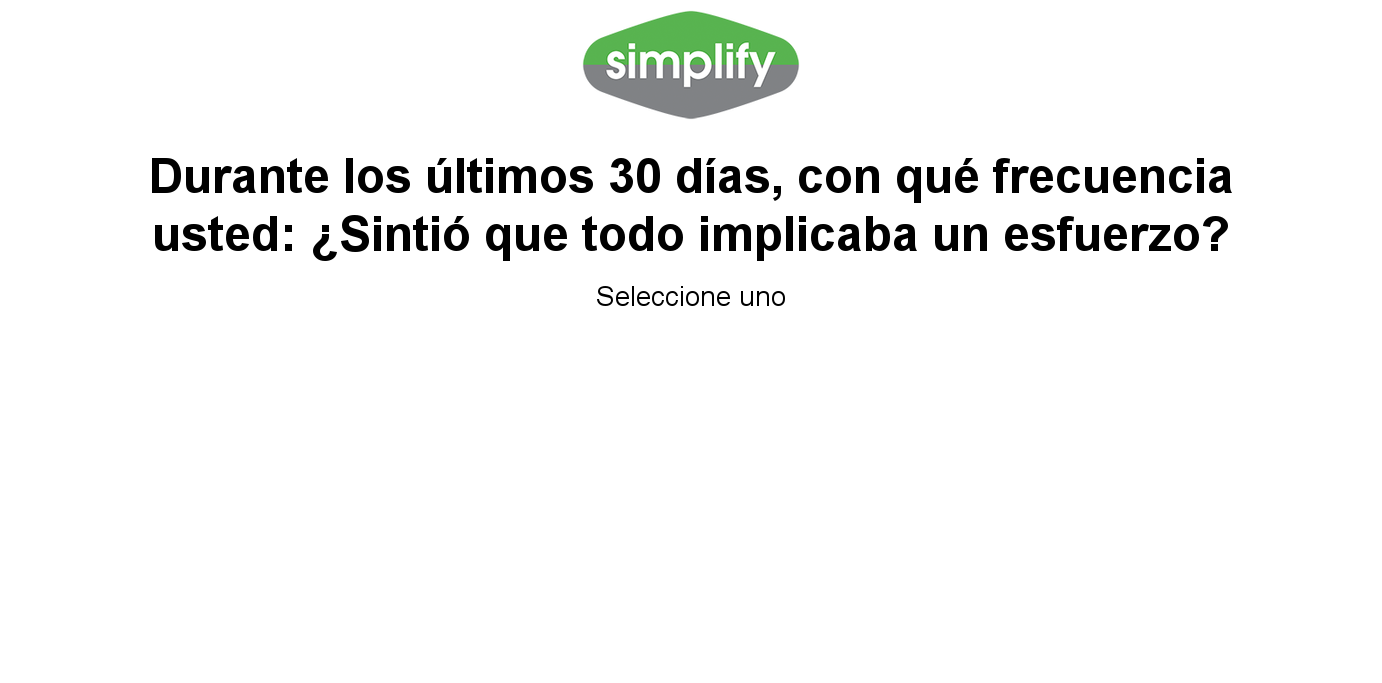 simplify
Durante los últimos 30 días, con qué frecuencia
usted: ¿Sintió que todo implicaba un esfuerzo?
Seleccione uno